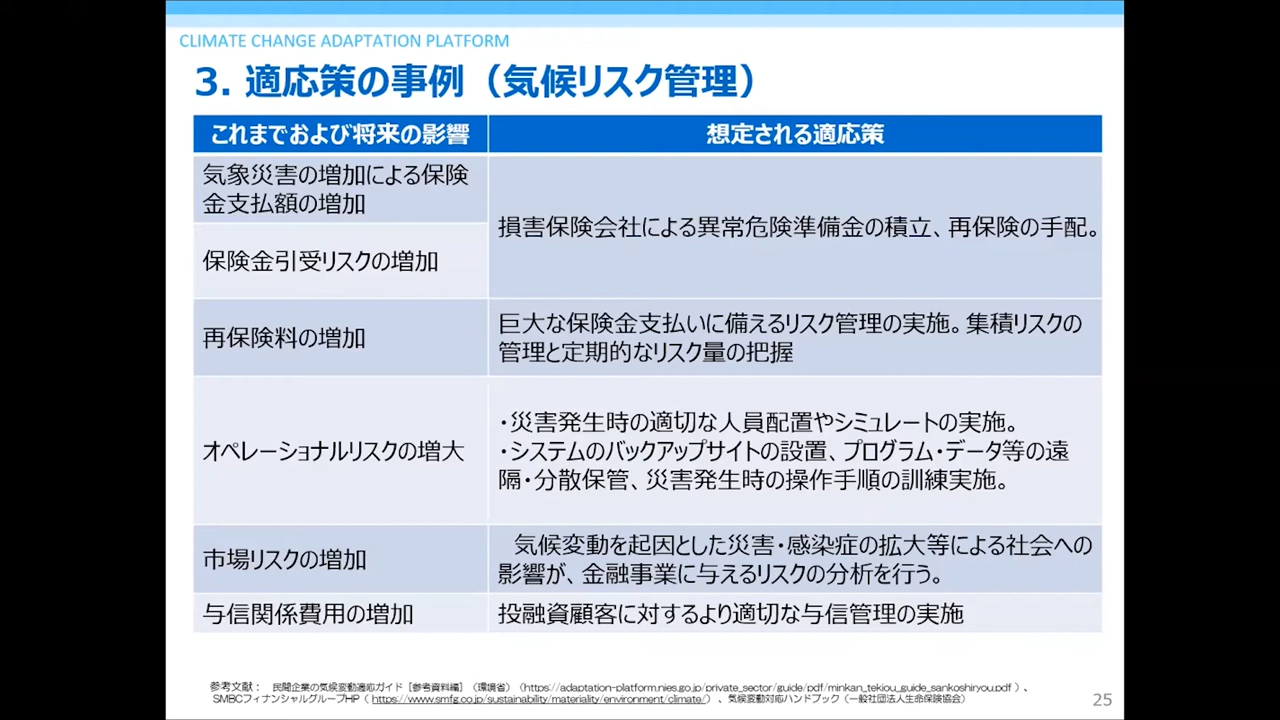 CLIMATE CHANGE ADAPTATION PLATFORM
3. 適応策の事例（気候リスク管理）
これまでおよび将来の影響
想定される適応策
気象災害の増加による保険
金支払額の増加
保険金引受リスクの増加
損害保険会社による異常危険準備金の積立、再保険の手配。
再保険料の増加
巨大な保険金支払いに備えるリスク管理の実施。集積リスクの
管理と定期的なリスク量の把握
オペレーショナルリスクの増大
・災害発生時の適切な人員配置やシミュレートの実施。
・システムのバックアップサイトの設置、プログラム・データ等の遠
隔・分散保管、災害発生時の操作手順の訓練実施。
市場リスクの増加
気候変動を起因とした災害・感染症の拡大等による社会への
影響が、金融事業に与えるリスクの分析を行う。
与信関係費用の増加
投融資顧客に対するより適切な与信管理の実施
参考文献： 民間企業の気候変動適応ガイド［参考資料編］（環境省）（https://adaptation-platform.nies.go.jp/private_sector/guide/pdf/minkan_tekiou_guide_sankoshiryou.pdf ）、
SMBCフィナンシャルグループHP（ https://www.smfg.co.jp/sustainability/materiality/environment/climate/）、気候変動対応ハンドブック（一般社団法人生命保険協会）
25